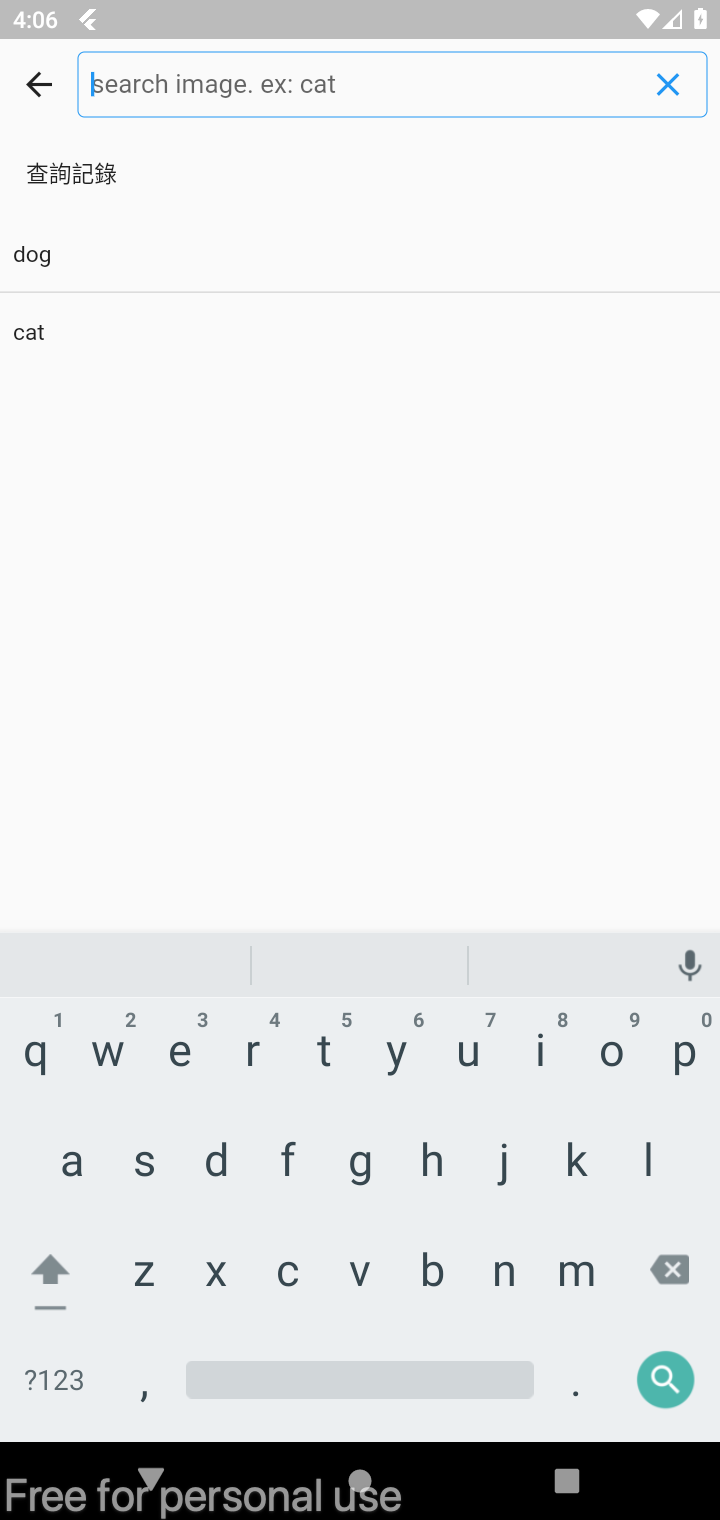 4:06
search image. ex: cat
查詢記錄
dog
cat
1 2 3 4 5 6 7 8 9 0
q w e r t y u i o p
a s d f g h j k l
z x c v b n m
?123 , .
Free for personal use